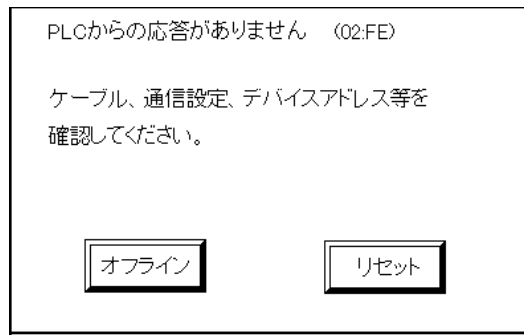 PLCからの応答がありません （02:FE）
ケーブル、通信設定、デバイスアドレス等を
確認してください。
オフライン
リセット